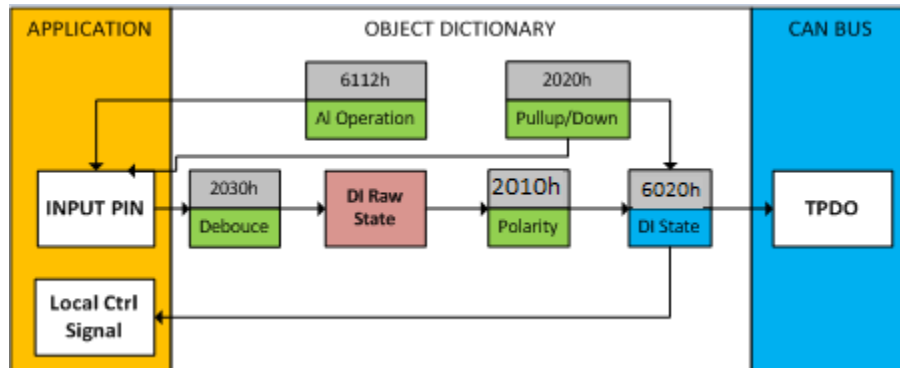 APPLICATION
OBJECT DICTIONARY
CAN BUS
6112h
AI Operation
2020h
Pullup/Down
INPUT PIN
2030h
Debouce
DI Raw
State
2010h
Polarity
6020h
DI State
TPDO
Local Ctrl
Signal